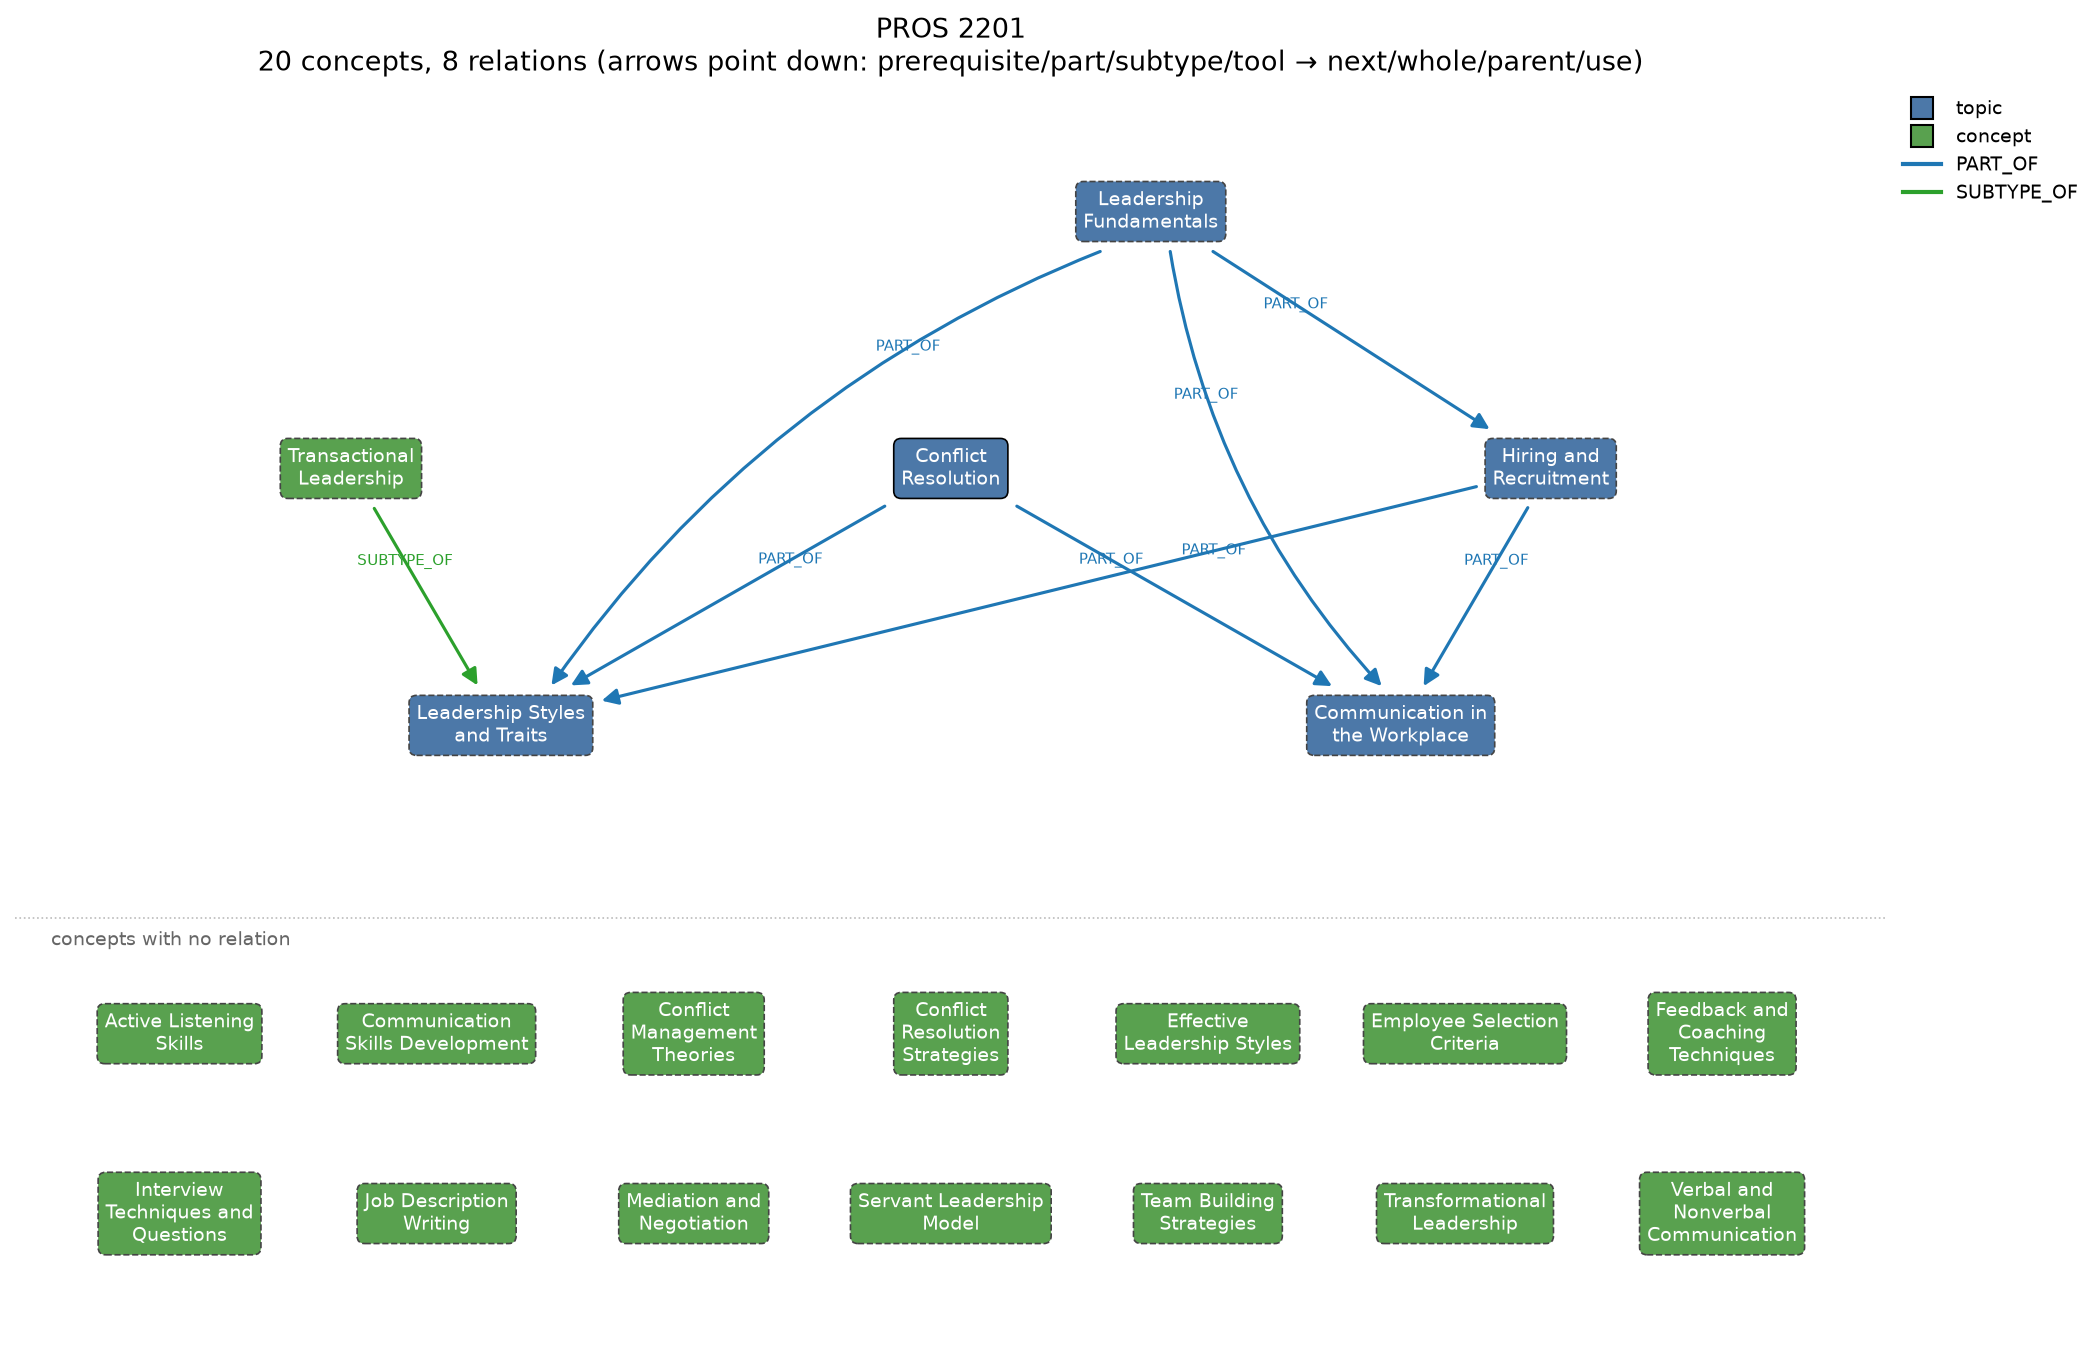 PROS 2201
20 concepts, 8 relations (arrows point down: prerequisite/part/subtype/tool → next/whole/parent/use)
topic
concept
PART_OF
SUBTYPE_OF
Leadership
Fundamentals
PART_OF
PART_OF
PART_OF
Transactional
Leadership
Conflict
Resolution
Hiring and
Recruitment
SUBTYPE_OF
PART_OF
PART_OF
PART_OF
PART_OF
Leadership Styles
and Traits
Communication in
the Workplace
concepts with no relation
Active Listening
Skills
Communication
Skills Development
Conflict
Management
Theories
Conflict
Resolution
Strategies
Effective
Leadership Styles
Employee Selection
Criteria
Feedback and
Coaching
Techniques
Interview
Techniques and
Questions
Job Description
Writing
Mediation and
Negotiation
Servant Leadership
Model
Team Building
Strategies
Transformational
Leadership
Verbal and
Nonverbal
Communication